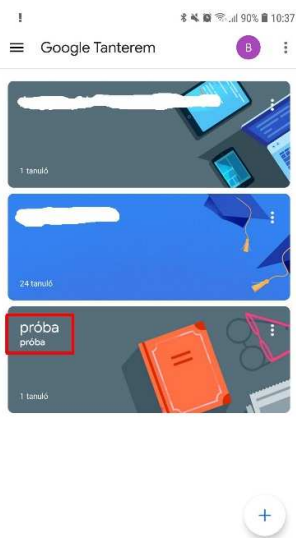 ! 90% 10:37
Google Tanterem B
1 tanuló
24 tanuló
próba
próba
1 tanuló
+